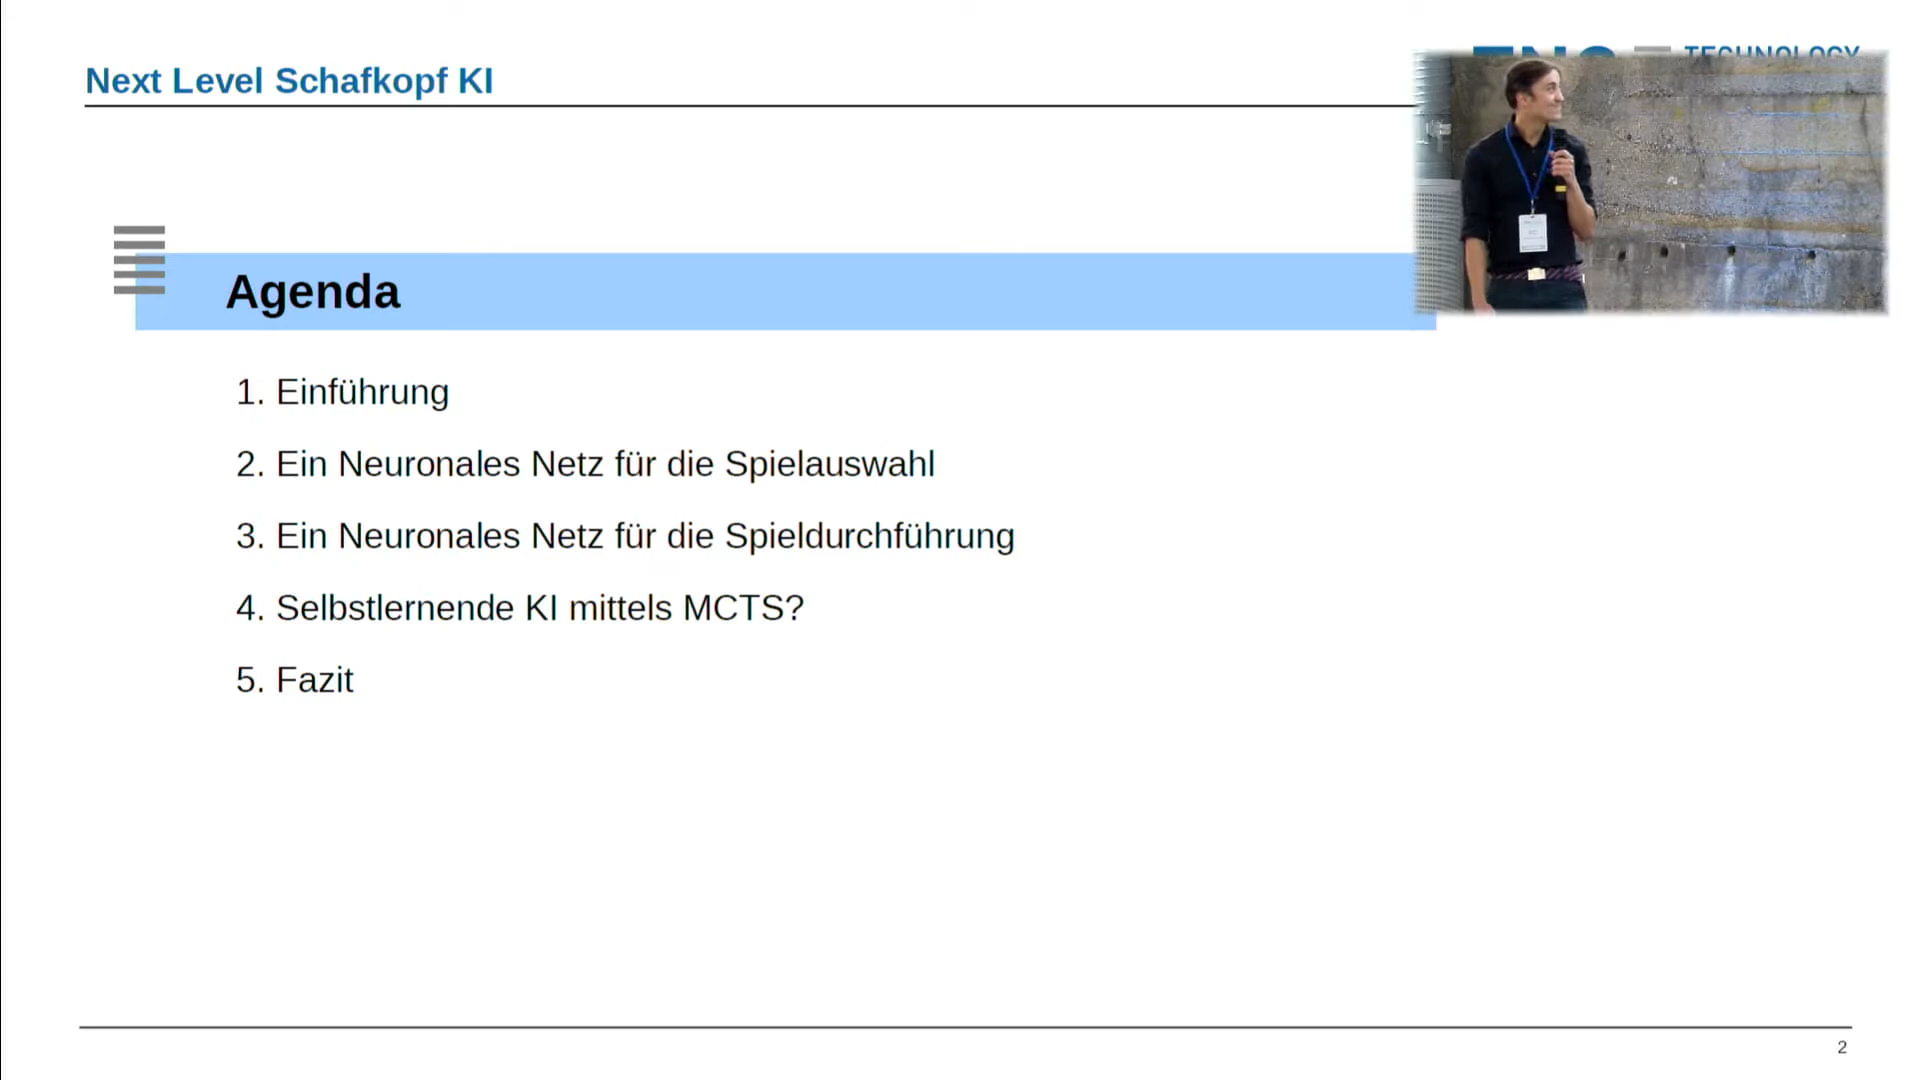 Next Level Schafkopf KI
TECHNOLOGY
Agenda
1. Einführung
2. Ein Neuronales Netz für die Spielauswahl
3. Ein Neuronales Netz für die Spieldurchführung
4. Selbstlernende KI mittels MCTS?
5. Fazit
2